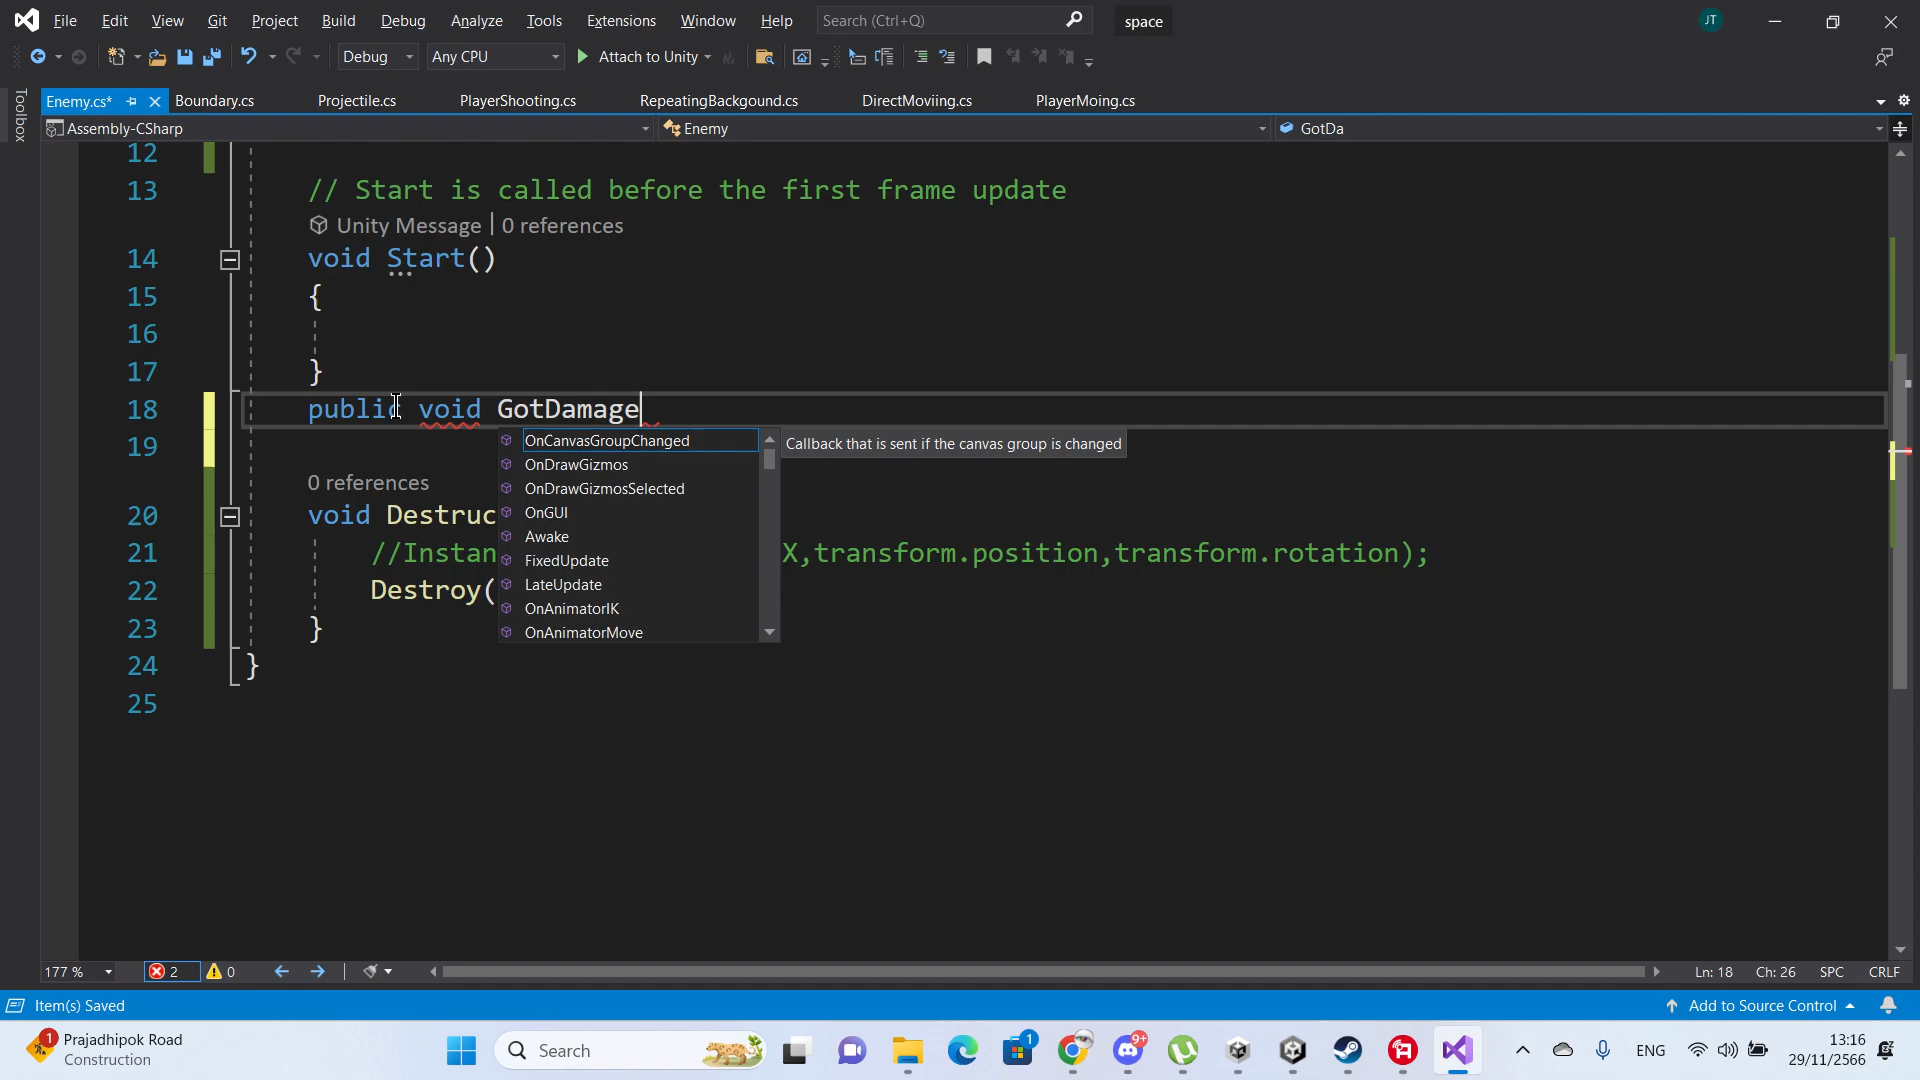 File Edit View Git Project Build Debug Test Analyze Tools Extensions Window Help Search (Ctrl+Q) space JT
Debug Any CPU Attach to Unity
Toolbox
Enemy.cs* Boundary.cs Projectile.cs PlayerShooting.cs RepeatingBackgound.cs DirectMoviing.cs PlayerMoing.cs
Assembly-CSharp Enemy GotDa
12
13 // Start is called before the first frame update
Unity Message | 0 references
14 void Start()
15 {
16
17 }
18 public void GotDamage
19
OnCanvasGroupChanged Callback that is sent if the canvas group is changed
OnDrawGizmos
0 references OnDrawGizmosSelected
20 void Destruc OnGUI
Awake
21 //Instan X,transform.position,transform.rotation);
FixedUpdate
22 Destroy( LateUpdate
OnAnimatorIK
23 } OnAnimatorMove
24 }
25
177 % 2 0 Ln: 18 Ch: 26 SPC CRLF
Item(s) Saved Add to Source Control
1 Prajadhipok Road
Construction
Search 1 9+ ENG 13:16
29/11/2566